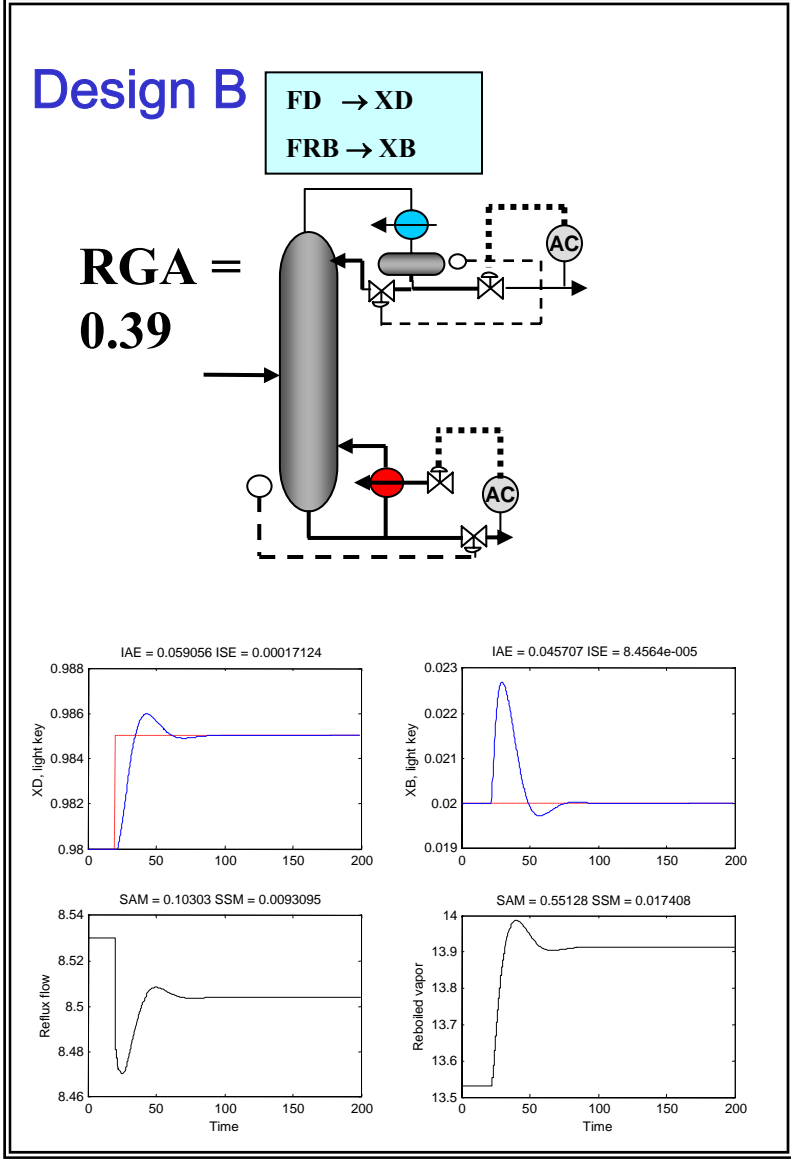 Design B
FD → XD
FRB → XB
RGA =
0.39
AC
AC
IAE = 0.059056 ISE = 0.00017124
0.988
0.986
0.984
0.982
0.98
XD, light key
0 50 100 150 200
IAE = 0.045707 ISE = 8.4564e-005
0.023
0.022
0.021
0.02
0.019
XB, light key
0 50 100 150 200
SAM = 0.10303 SSM = 0.0093095
8.54
8.52
8.5
8.48
8.46
Reflux flow
0 50 100 150 200
Time
SAM = 0.55128 SSM = 0.017408
14
13.9
13.8
13.7
13.6
13.5
Reboiled vapor
0 50 100 150 200
Time